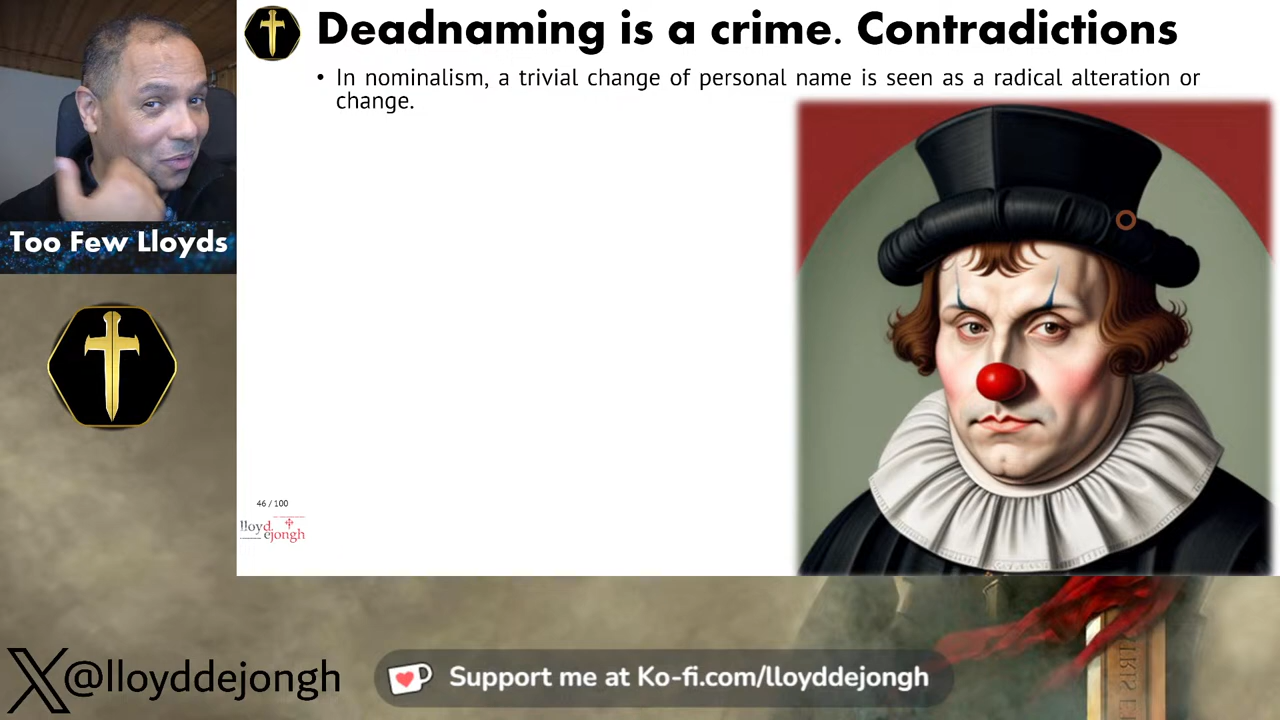 Deadnaming is a crime. Contradictions
• In nominalism, a trivial change of personal name is seen as a radical alteration or
change.
Too Few Lloyds
46 / 100
lloyd.
ejongh
X@lloyddejongh
Support me at Ko-fi.com/lloyddejongh